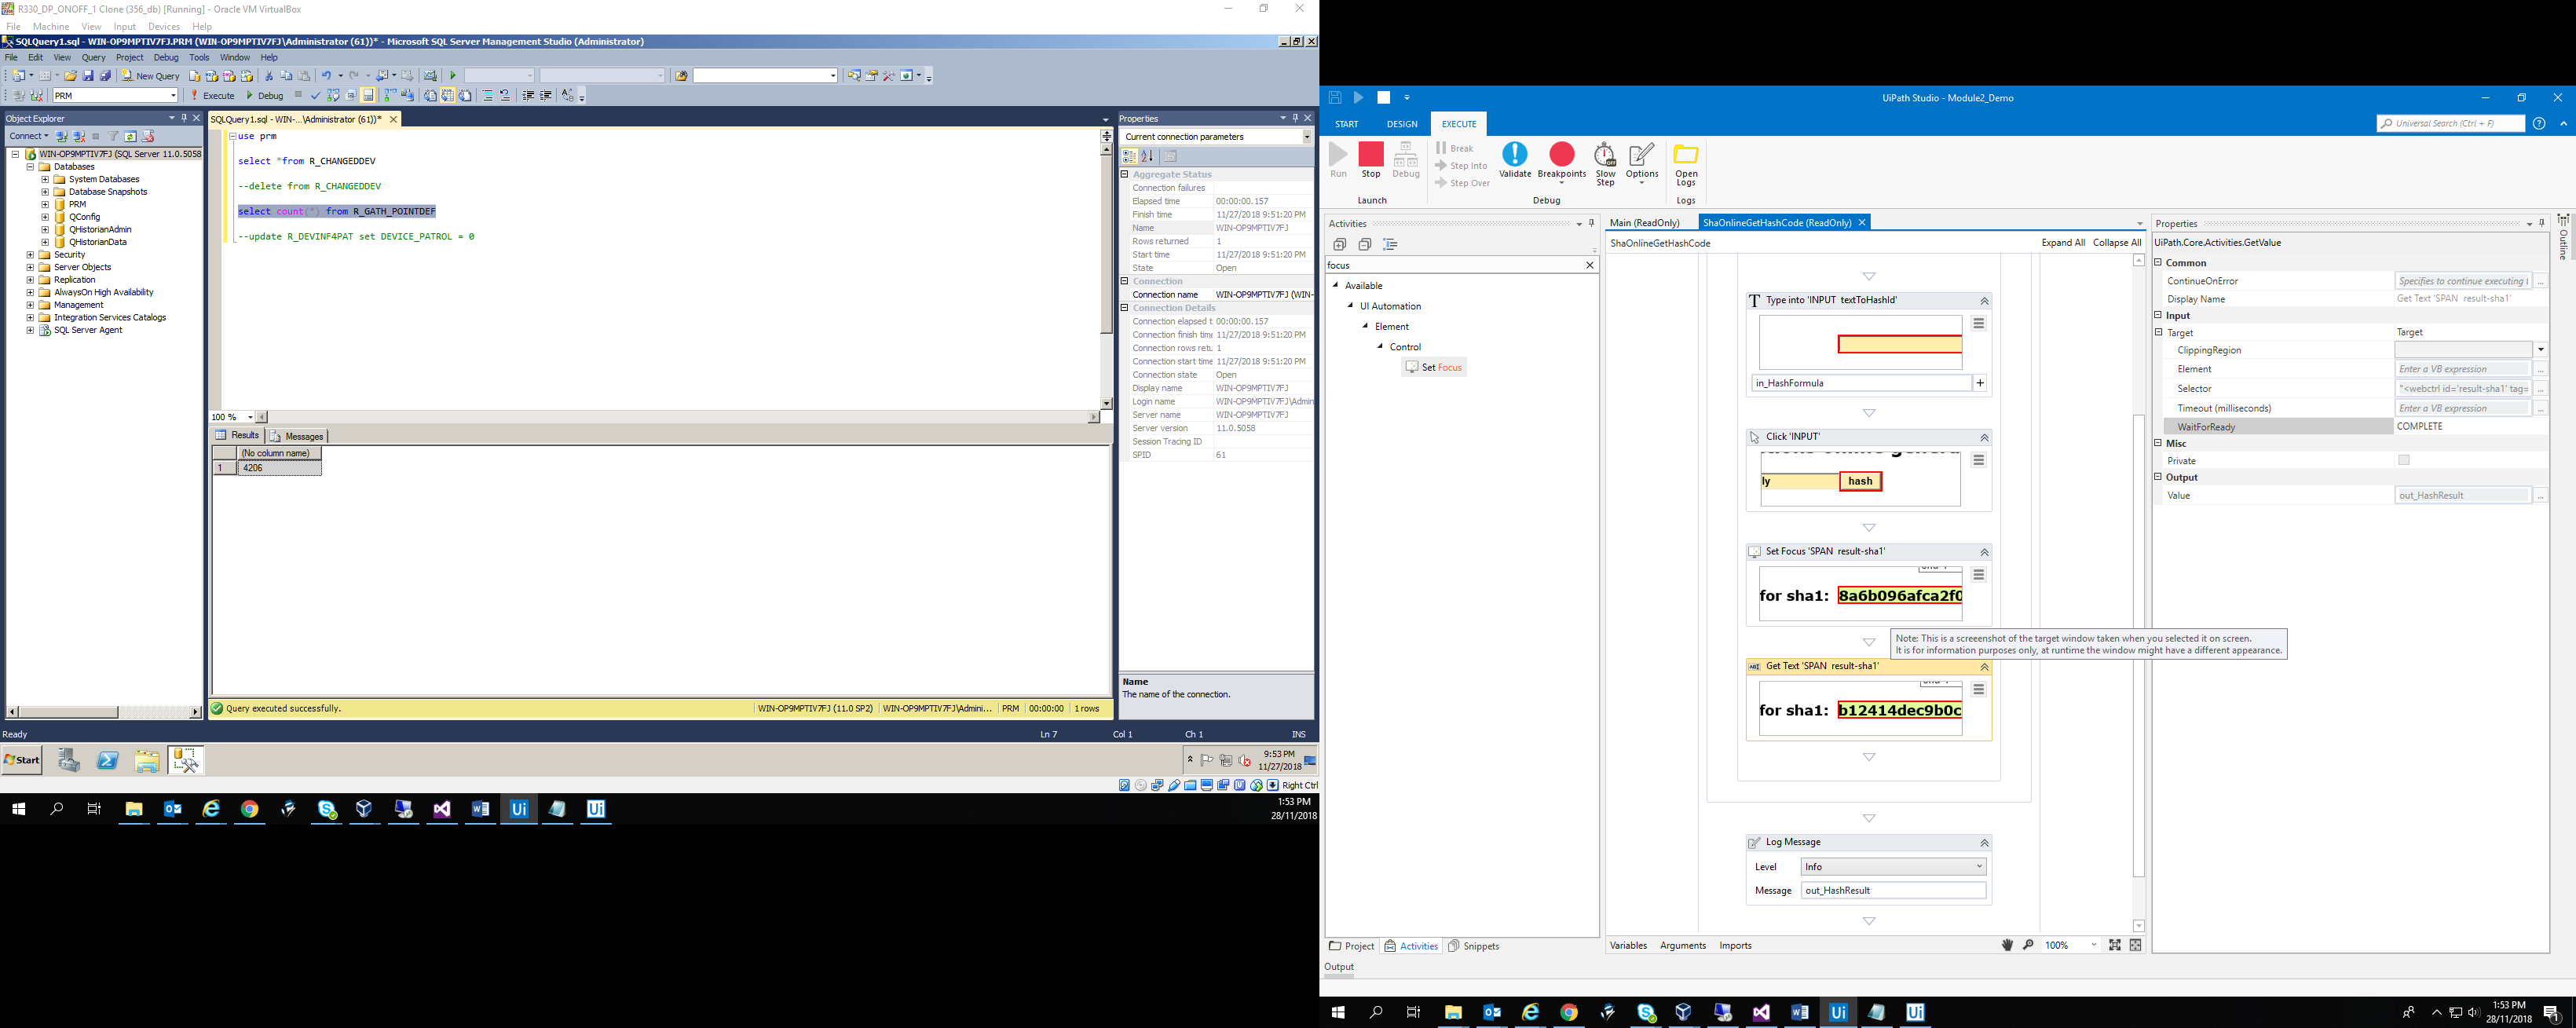 R330_DP_ONOFF_1 Clone (356_db) [Running] - Oracle VM VirtualBox
File Machine View Input Devices Help
SQLQuery1.sql - WIN-OP9MPTIV7FJ.PRM (WIN-OP9MPTIV7FJ\Administrator (61))* - Microsoft SQL Server Management Studio (Administrator)
File Edit View Query Project Debug Tools Window Help
New Query
PRM Execute Debug
Object Explorer
Connect
WIN-OP9MPTIV7FJ (SQL Server 11.0.5058
Databases
System Databases
Database Snapshots
PRM
QConfig
QHistorianAdmin
QHistorianData
Security
Server Objects
Replication
AlwaysOn High Availability
Management
Integration Services Catalogs
SQL Server Agent
SQLQuery1.sql - WIN-...\Administrator (61))*
use prm
select *from R_CHANGEDDEV
--delete from R_CHANGEDDEV
select count(*) from R_GATH_POINTDEF
--update R_DEVINF4PAT set DEVICE_PATROL = 0
100 %
Results Messages
(No column name)
1 4206
Query executed successfully. WIN-OP9MPTIV7FJ (11.0 SP2) WIN-OP9MPTIV7FJ\Admini... PRM 00:00:00 1 rows
Properties
Current connection parameters
Aggregate Status
Connection failures
Elapsed time 00:00:00.157
Finish time 11/27/2018 9:51:20 PM
Name WIN-OP9MPTIV7FJ
Rows returned 1
Start time 11/27/2018 9:51:20 PM
State Open
Connection
Connection name WIN-OP9MPTIV7FJ (WIN-
Connection Details
Connection elapsed t 00:00:00.157
Connection finish time 11/27/2018 9:51:20 PM
Connection rows retu 1
Connection start time 11/27/2018 9:51:20 PM
Connection state Open
Display name WIN-OP9MPTIV7FJ
Login name WIN-OP9MPTIV7FJ\Admin
Server name WIN-OP9MPTIV7FJ
Server version 11.0.5058
Session Tracing ID
SPID 61
Name
The name of the connection.
Ready Ln 7 Col 1 Ch 1 INS
Start
9:53 PM
11/27/2018
Right Ctrl
1:53 PM
28/11/2018
UiPath Studio - Module2_Demo
START DESIGN EXECUTE
Universal Search (Ctrl + F)
Run Stop Debug
Break
Step Into
Step Over
Validate Breakpoints Slow Step Options Open Logs
Launch Debug Logs
Activities
focus
Available
UI Automation
Element
Control
Set Focus
Project Activities Snippets
Output
Main (ReadOnly) ShaOnlineGetHashCode (ReadOnly)
ShaOnlineGetHashCode Expand All Collapse All
Type into 'INPUT textToHashId'
in_HashFormula
Click 'INPUT'
ly hash
Set Focus 'SPAN result-sha1'
for sha1: 8a6b096afca2f0
Note: This is a screeenshot of the target window taken when you selected it on screen.
It is for information purposes only, at runtime the window might have a different appearance.
Get Text 'SPAN result-sha1'
for sha1: b12414dec9b0c
Log Message
Level Info
Message out_HashResult
Variables Arguments Imports 100%
Properties
UiPath.Core.Activities.GetValue
Common
ContinueOnError Specifies to continue executing t
Display Name Get Text 'SPAN result-sha1'
Input
Target Target
ClippingRegion
Element Enter a VB expression
Selector "<webctrl id='result-sha1' tag=
Timeout (milliseconds) Enter a VB expression
WaitForReady COMPLETE
Misc
Private
Output
Value out_HashResult
Outline
1:53 PM
28/11/2018